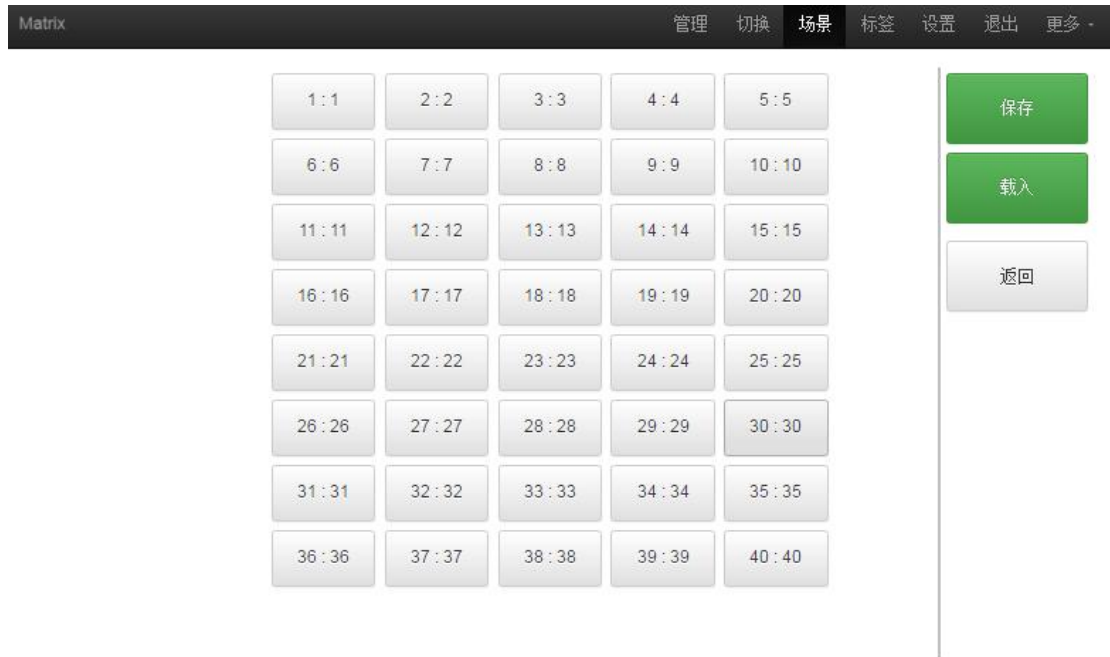 Matrix 管理 切换 场景 标签 设置 退出 更多
1 : 1 2 : 2 3 : 3 4 : 4 5 : 5 保存
6 : 6 7 : 7 8 : 8 9 : 9 10 : 10 载入
11 : 11 12 : 12 13 : 13 14 : 14 15 : 15
16 : 16 17 : 17 18 : 18 19 : 19 20 : 20 返回
21 : 21 22 : 22 23 : 23 24 : 24 25 : 25
26 : 26 27 : 27 28 : 28 29 : 29 30 : 30
31 : 31 32 : 32 33 : 33 34 : 34 35 : 35
36 : 36 37 : 37 38 : 38 39 : 39 40 : 40